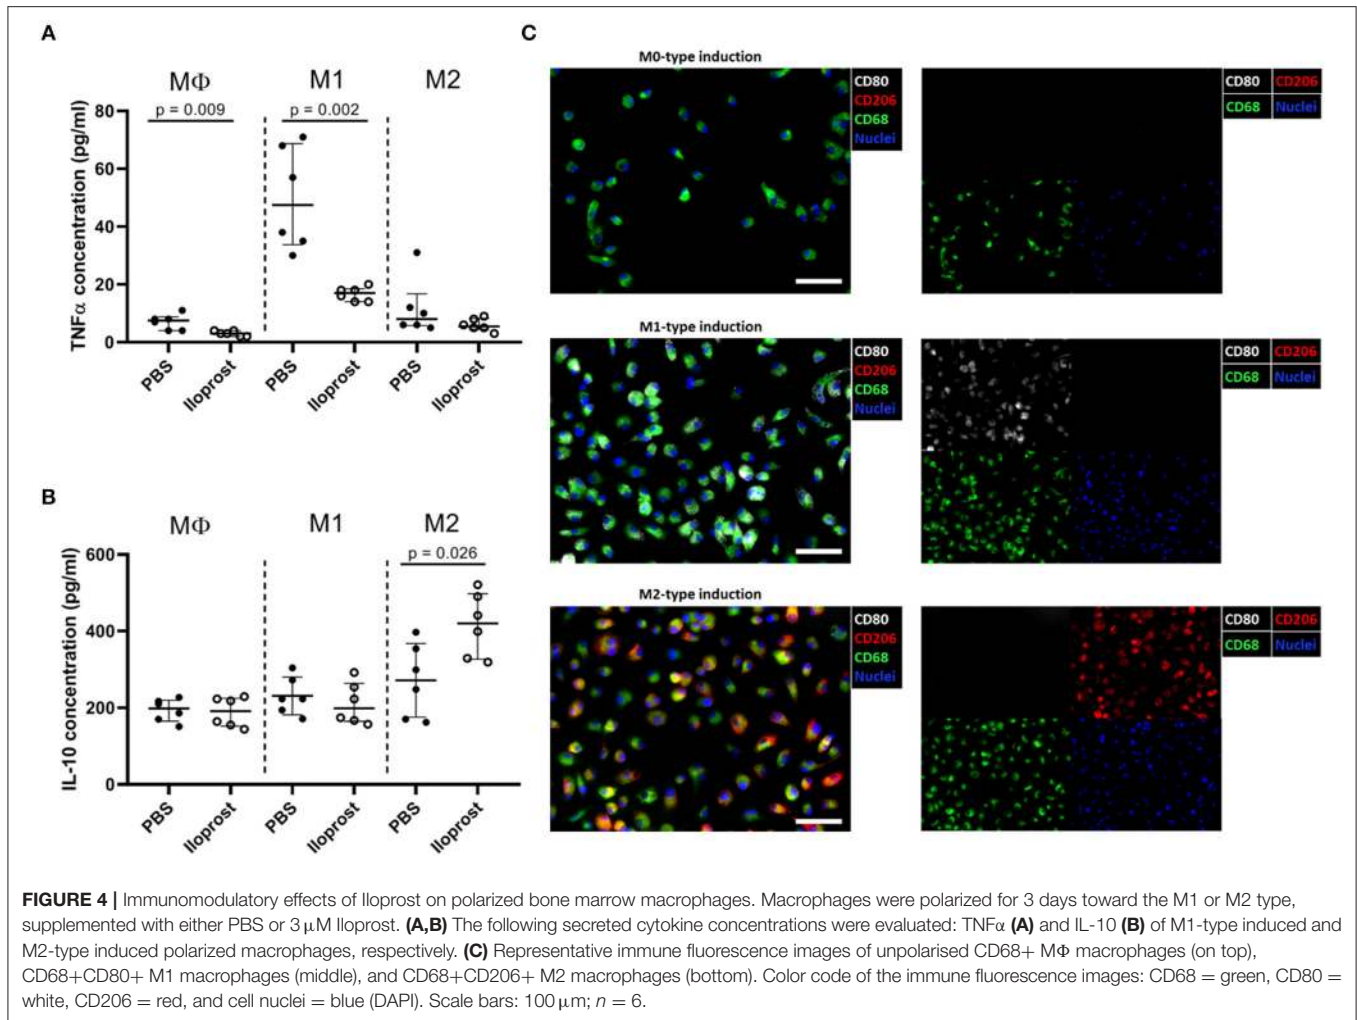 A
MΦ M1 M2
p = 0.009 p = 0.002
80
60
40
20
0
TNFα concentration (pg/ml)
PBS Iloprost PBS Iloprost PBS Iloprost
B
MΦ M1 M2
p = 0.026
600
400
200
0
IL-10 concentration (pg/ml)
PBS Iloprost PBS Iloprost PBS Iloprost
C
M0-type induction
CD80
CD206
CD68
Nuclei
CD80 CD206
CD68 Nuclei
M1-type induction
CD80
CD206
CD68
Nuclei
CD80 CD206
CD68 Nuclei
M2-type induction
CD80
CD206
CD68
Nuclei
CD80 CD206
CD68 Nuclei
FIGURE 4 | Immunomodulatory effects of Iloprost on polarized bone marrow macrophages. Macrophages were polarized for 3 days toward the M1 or M2 type,
supplemented with either PBS or 3 μM Iloprost. (A,B) The following secreted cytokine concentrations were evaluated: TNFα (A) and IL-10 (B) of M1-type induced and
M2-type induced polarized macrophages, respectively. (C) Representative immune fluorescence images of unpolarised CD68+ MΦ macrophages (on top),
CD68+CD80+ M1 macrophages (middle), and CD68+CD206+ M2 macrophages (bottom). Color code of the immune fluorescence images: CD68 = green, CD80 =
white, CD206 = red, and cell nuclei = blue (DAPI). Scale bars: 100 μm; n = 6.